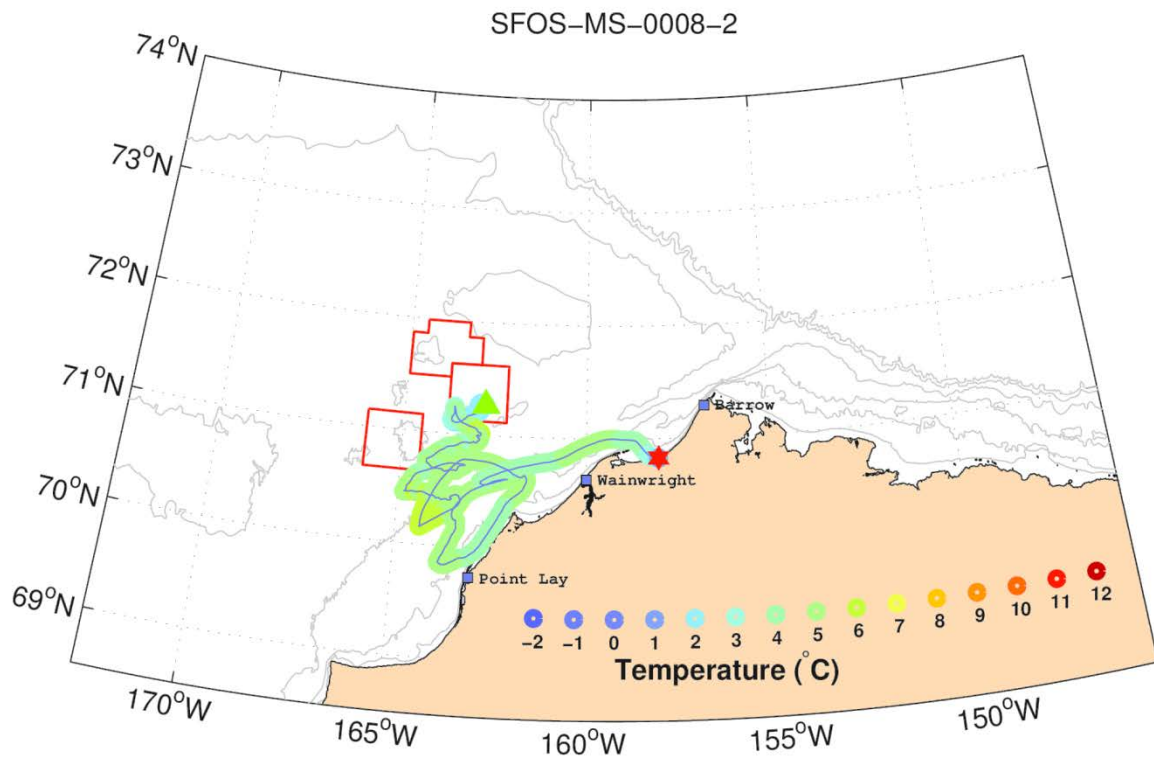 SFOS-MS-0008-2
74°N
73°N
72°N
71°N
70°N
69°N
Barrow
Wainwright
Point Lay
-2 -1 0 1 2 3 4 5 6 7 8 9 10 11 12
Temperature (°C)
170°W 165°W 160°W 155°W 150°W